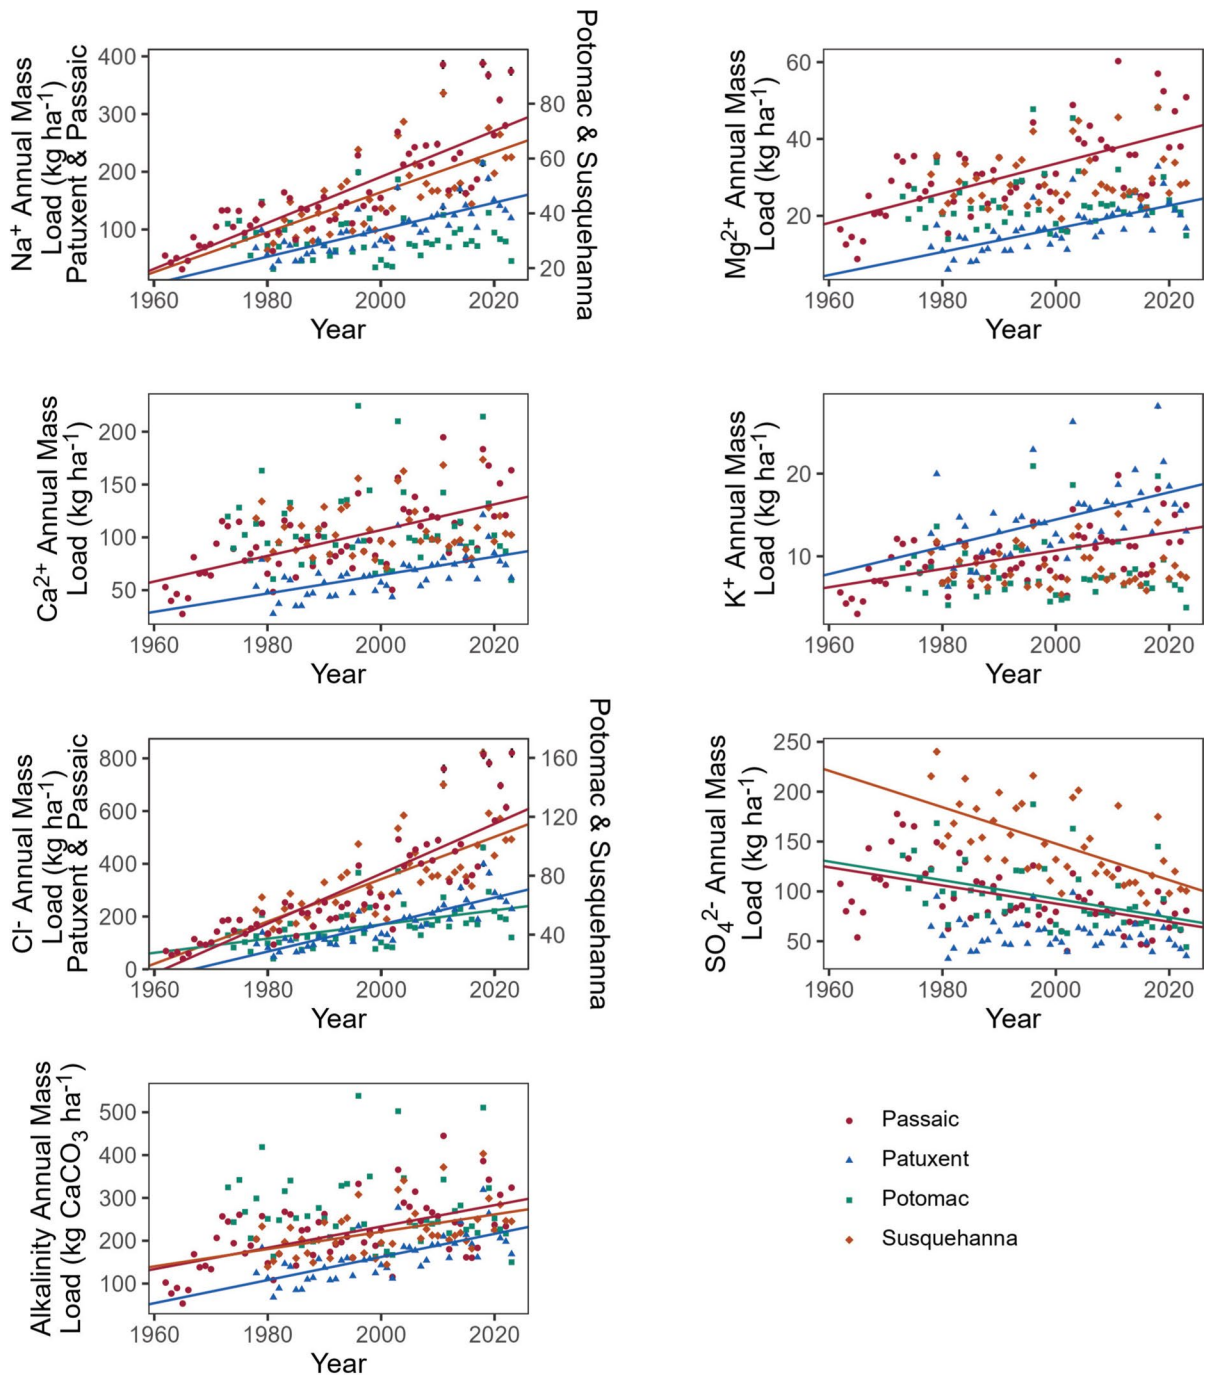 Na⁺ Annual Mass
Load (kg ha⁻¹)
Patuxent & Passaic
400
300
200
100
80
60
40
20
Potomac & Susquehanna
1960 1980 2000 2020
Year
Mg²⁺ Annual Mass
Load (kg ha⁻¹)
60
40
20
1960 1980 2000 2020
Year
Ca²⁺ Annual Mass
Load (kg ha⁻¹)
200
150
100
50
1960 1980 2000 2020
Year
K⁺ Annual Mass
Load (kg ha⁻¹)
20
10
1960 1980 2000 2020
Year
Cl- Annual Mass
Load (kg ha⁻¹)
Patuxent & Passaic
800
600
400
200
0
160
120
80
40
Potomac & Susquehanna
1960 1980 2000 2020
Year
SO₄²⁻ Annual Mass
Load (kg ha⁻¹)
250
200
150
100
50
1960 1980 2000 2020
Year
Alkalinity Annual Mass
Load (kg CaCO₃ ha⁻¹)
500
400
300
200
100
1960 1980 2000 2020
Year
Passaic
Patuxent
Potomac
Susquehanna